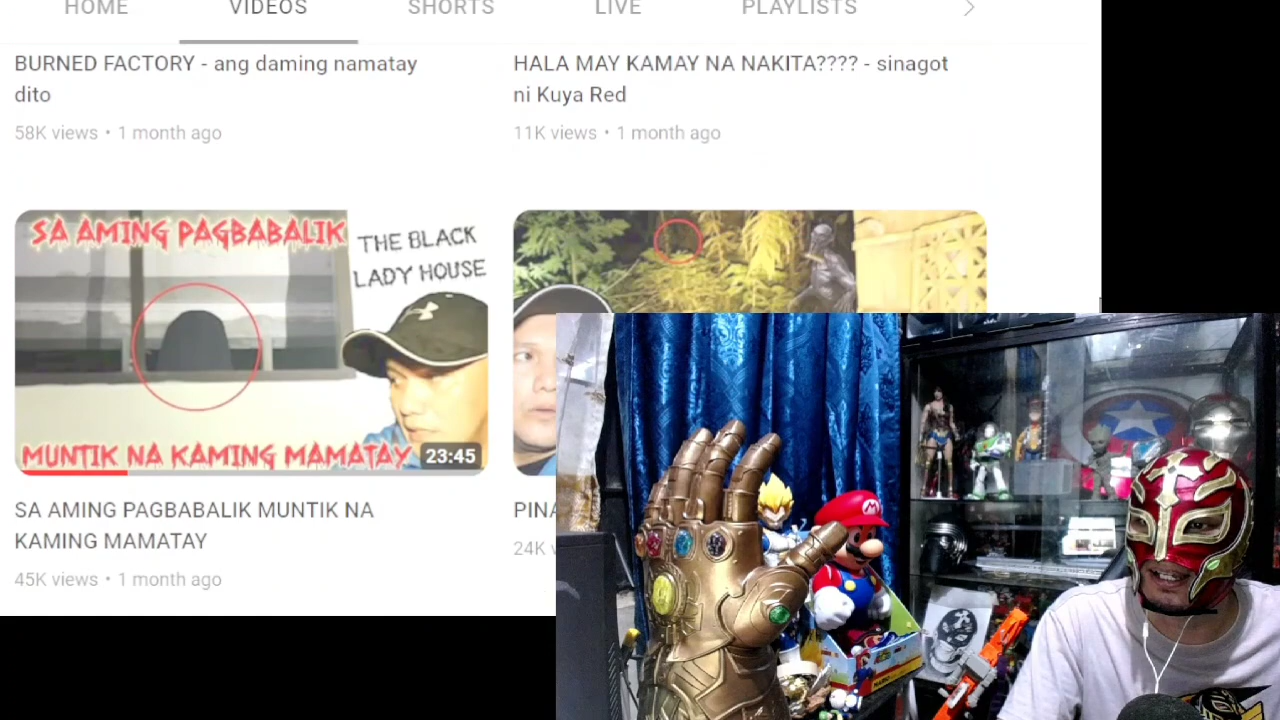 HOME VIDEOS SHORTS LIVE PLAYLISTS
BURNED FACTORY - ang daming namatay
dito
58K views • 1 month ago
HALA MAY KAMAY NA NAKITA???? - sinagot
ni Kuya Red
11K views • 1 month ago
SA AMING PAGBABALIK
THE BLACK
LADY HOUSE
MUNTIK NA KAMING MAMATAY
23:45
SA AMING PAGBABALIK MUNTIK NA
KAMING MAMATAY
45K views • 1 month ago
PINA
24K v